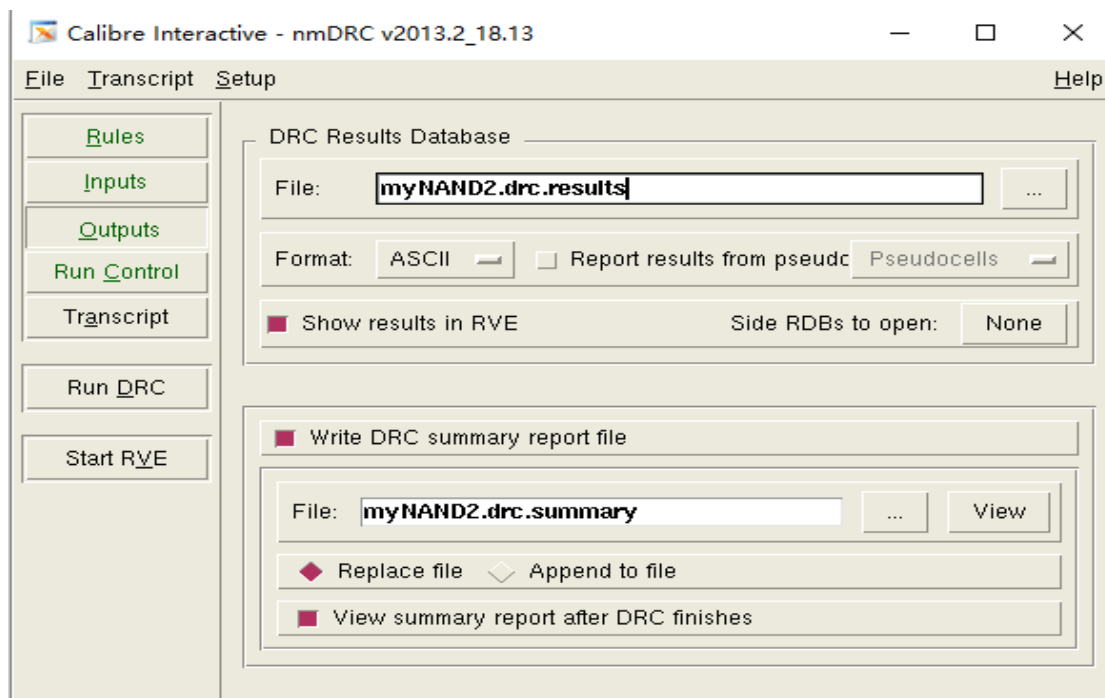 Calibre Interactive - nmDRC v2013.2_18.13
File Transcript Setup Help
Rules
Inputs
Outputs
Run Control
Transcript
Run DRC
Start RVE
DRC Results Database
File: myNAND2.drc.results ...
Format: ASCII Report results from pseudc Pseudocells
Show results in RVE Side RDBs to open: None
Write DRC summary report file
File: myNAND2.drc.summary ... View
Replace file Append to file
View summary report after DRC finishes